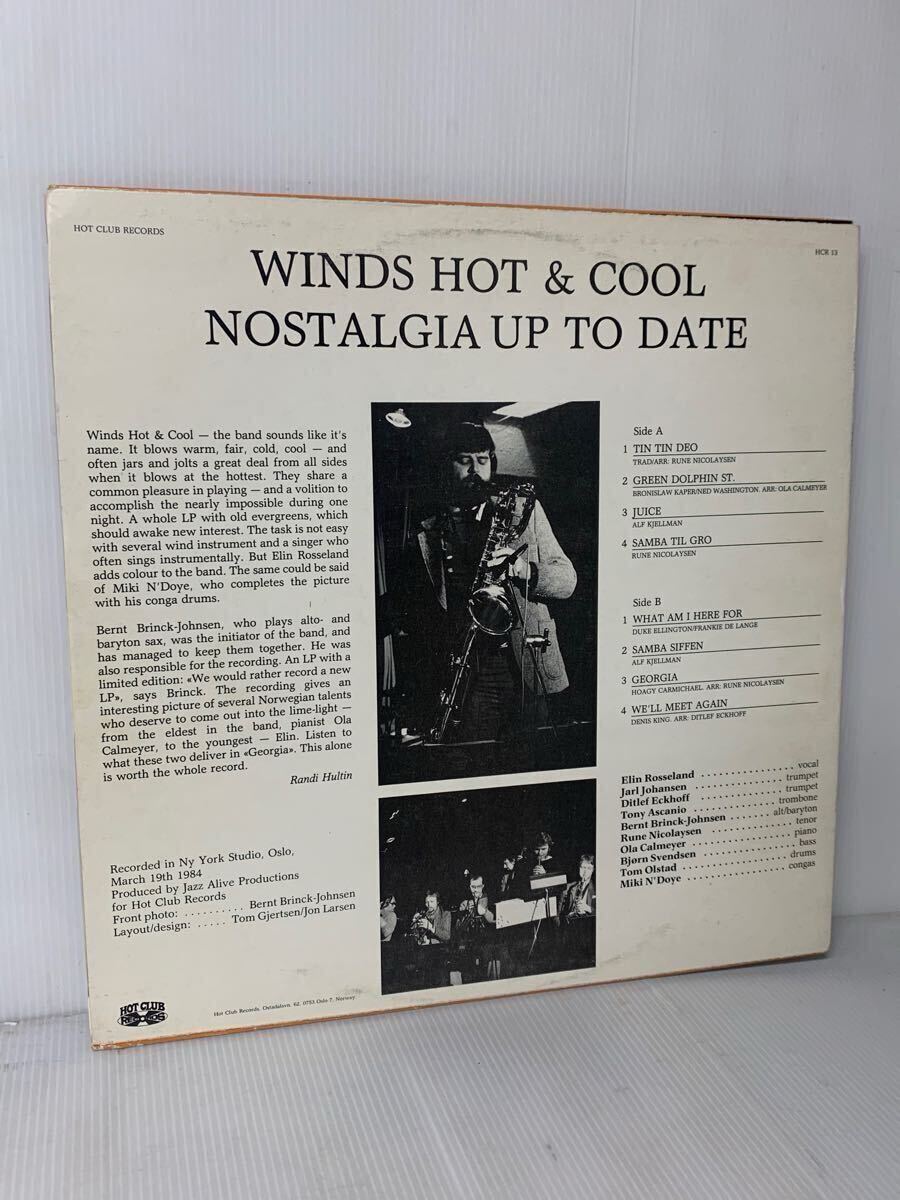 HOT CLUB RECORDS
HCR 13
WINDS HOT & COOL
NOSTALGIA UP TO DATE
Winds Hot & Cool — the band sounds like it's
name. It blows warm, fair, cold, cool — and
often jars and jolts a great deal from all sides
when it blows at the hottest. They share a
common pleasure in playing — and a volition to
accomplish the nearly impossible during one
night. A whole LP with old evergreens, which
should awake new interest. The task is not easy
with several wind instrument and a singer who
often sings instrumentally. But Elin Rosseland
adds colour to the band. The same could be said
of Miki N'Doye, who completes the picture
with his conga drums.
Bernt Brinck-Johnsen, who plays alto- and
baryton sax, was the initiator of the band, and
has managed to keep them together. He was
also responsible for the recording. An LP with a
limited edition: «We would rather record a new
LP», says Brinck. The recording gives an
interesting picture of several Norwegian talents
who deserve to come out into the lime-light —
from the eldest in the band, pianist Ola
Calmeyer, to the youngest — Elin. Listen to
what these two deliver in «Georgia». This alone
is worth the whole record.
Randi Hultin
Recorded in Ny York Studio, Oslo,
March 19th 1984
Produced by Jazz Alive Productions
for Hot Club Records
Front photo: .......... Bernt Brinck-Johnsen
Layout/design: ..... Tom Gjertsen/Jon Larsen
HOT CLUB
RECORDS
Hot Club Records, Ostadalsvn. 62, 0753 Oslo 7, Norway
Side A
1 TIN TIN DEO
TRAD/ARR: RUNE NICOLAYSEN
2 GREEN DOLPHIN ST.
BRONISLAW KAPER/NED WASHINGTON. ARR: OLA CALMEYER
3 JUICE
ALF KJELLMAN
4 SAMBA TIL GRO
RUNE NICOLAYSEN
Side B
1 WHAT AM I HERE FOR
DUKE ELLINGTON/FRANKIE DE LANGE
2 SAMBA SIFFEN
ALF KJELLMAN
3 GEORGIA
HOAGY CARMICHAEL. ARR: RUNE NICOLAYSEN
4 WE'LL MEET AGAIN
DENIS KING. ARR: DITLEF ECKHOFF
Elin Rosseland ............... vocal
Jarl Johansen ............... trumpet
Ditlef Eckhoff ............... trumpet
Tony Ascanio ............... trombone
Bernt Brinck-Johnsen ....... alt/baryton
Rune Nicolaysen ............... tenor
Ola Calmeyer ............... piano
Bjørn Svendsen ............... bass
Tom Olstad ............... drums
Miki N'Doye ............... congas